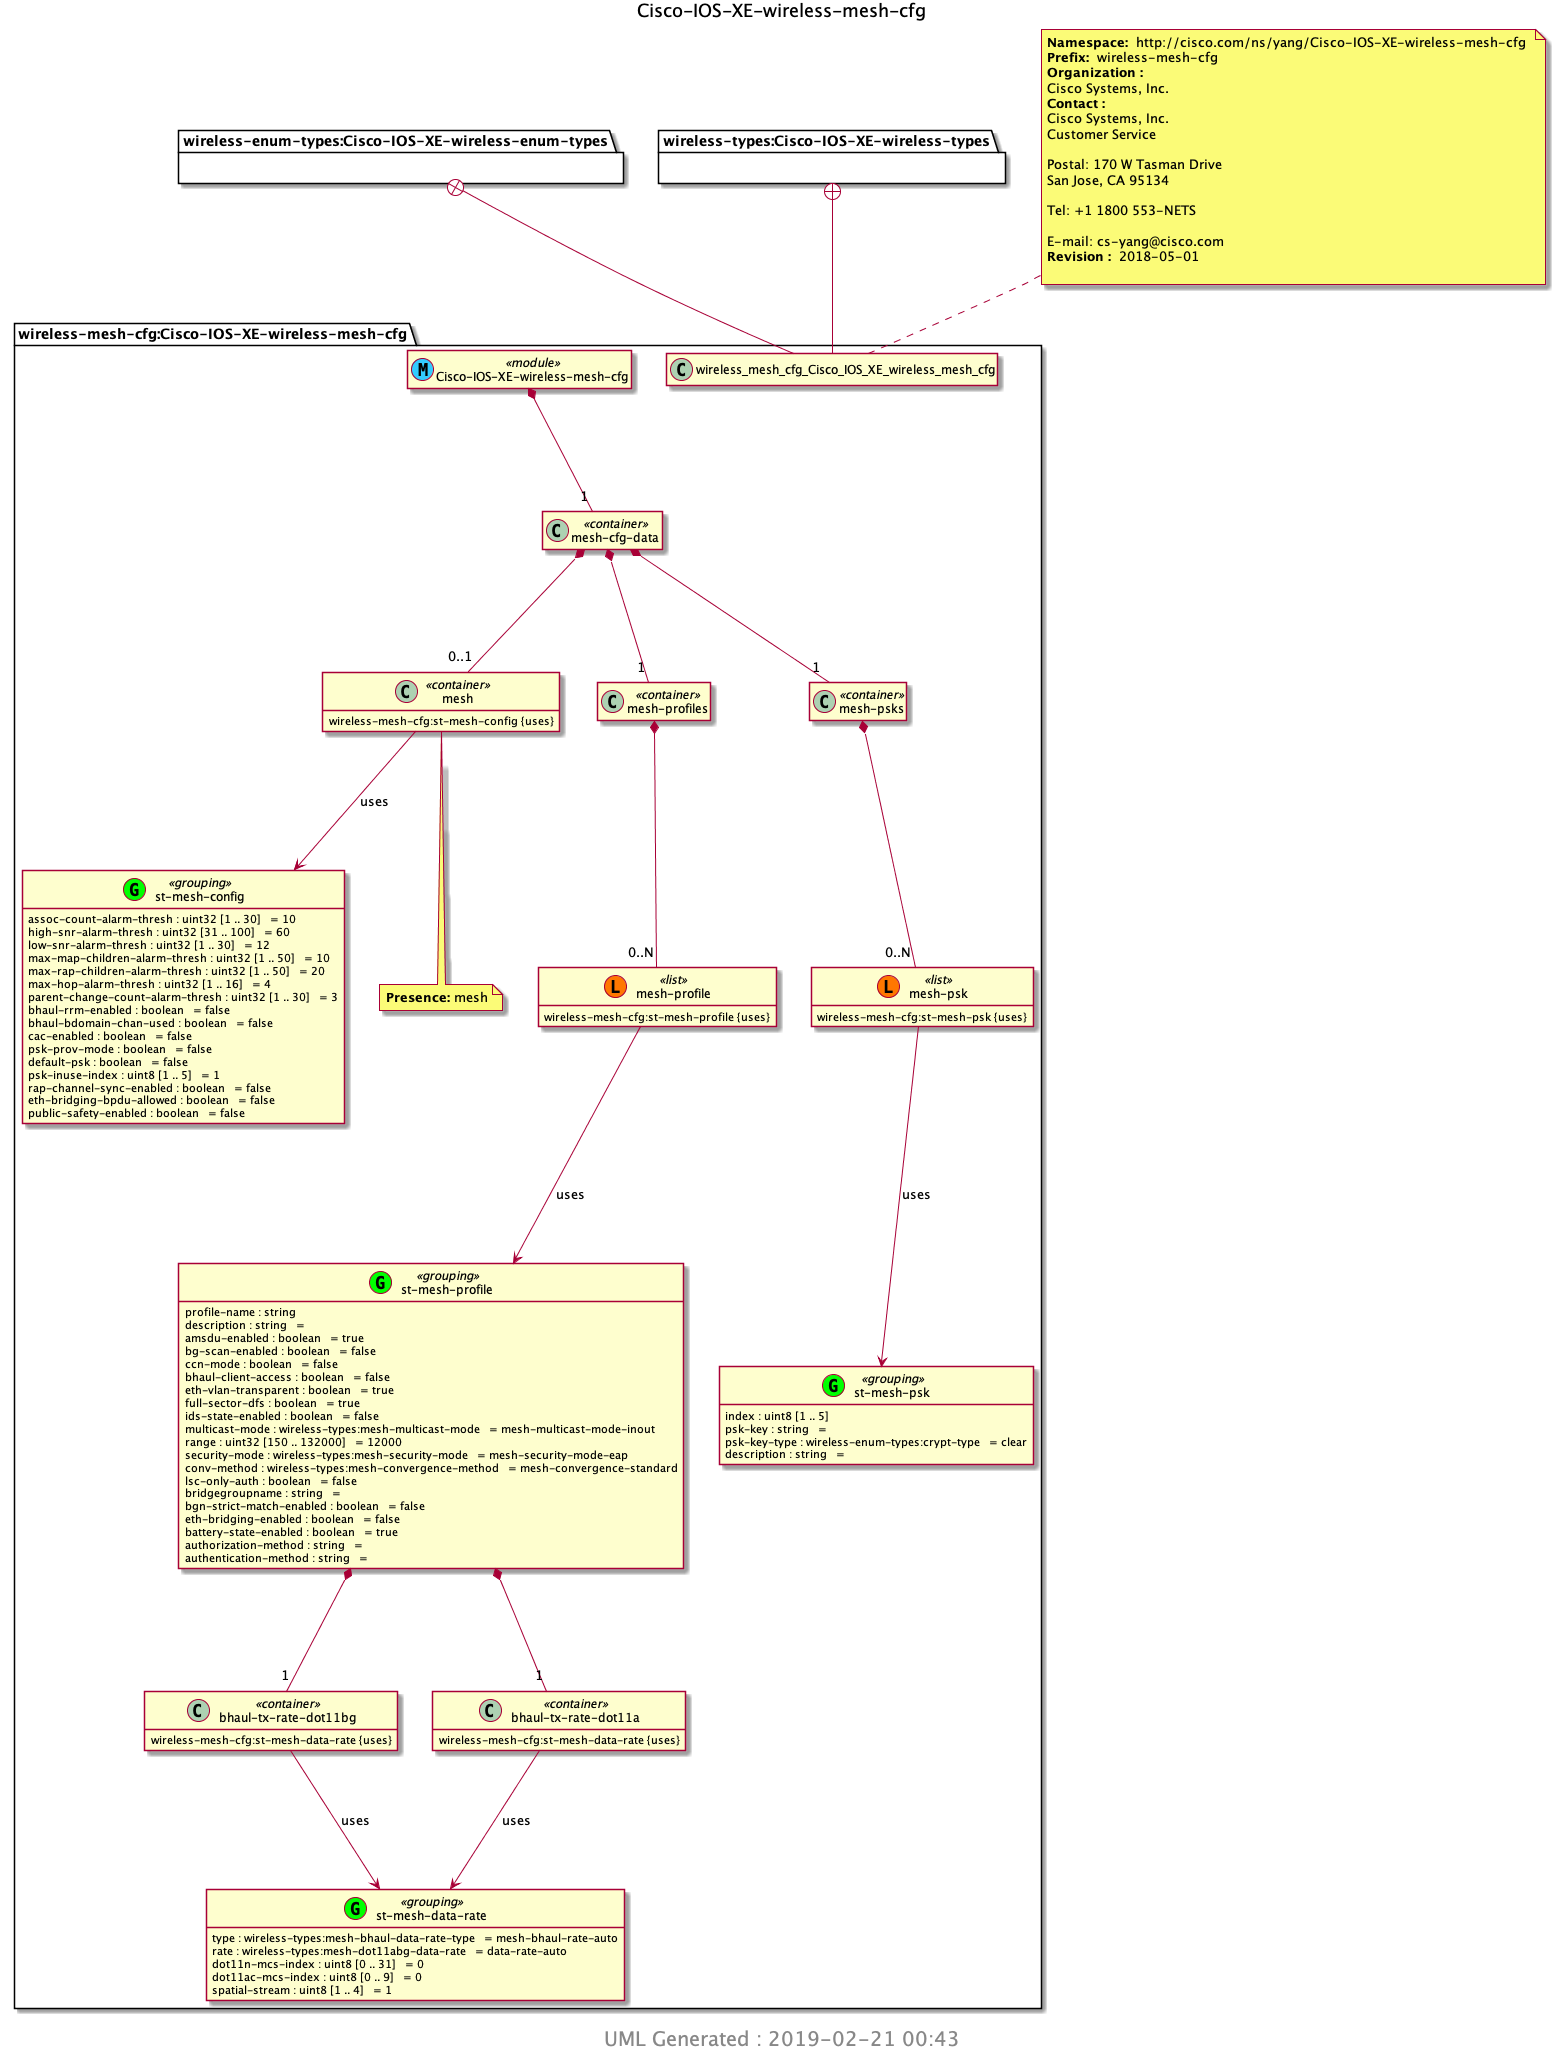 Cisco-IOS-XE-wireless-mesh-cfg
Namespace: http://cisco.com/ns/yang/Cisco-IOS-XE-wireless-mesh-cfg
Prefix: wireless-mesh-cfg
Organization :
Cisco Systems, Inc.
Contact :
Cisco Systems, Inc.
Customer Service
Postal: 170 W Tasman Drive
San Jose, CA 95134
Tel: +1 1800 553-NETS
E-mail: cs-yang@cisco.com
Revision : 2018-05-01
wireless-enum-types:Cisco-IOS-XE-wireless-enum-types
wireless-types:Cisco-IOS-XE-wireless-types
wireless-mesh-cfg:Cisco-IOS-XE-wireless-mesh-cfg
M
«module»
Cisco-IOS-XE-wireless-mesh-cfg
C
wireless_mesh_cfg_Cisco_IOS_XE_wireless_mesh_cfg
1
C
«container»
mesh-cfg-data
0..1
1
1
C
«container»
mesh
wireless-mesh-cfg:st-mesh-config {uses}
C
«container»
mesh-profiles
C
«container»
mesh-psks
uses
G
«grouping»
st-mesh-config
assoc-count-alarm-thresh : uint32 [1 .. 30] = 10
high-snr-alarm-thresh : uint32 [31 .. 100] = 60
low-snr-alarm-thresh : uint32 [1 .. 30] = 12
max-map-children-alarm-thresh : uint32 [1 .. 50] = 10
max-rap-children-alarm-thresh : uint32 [1 .. 50] = 20
max-hop-alarm-thresh : uint32 [1 .. 16] = 4
parent-change-count-alarm-thresh : uint32 [1 .. 30] = 3
bhaul-rrm-enabled : boolean = false
bhaul-bdomain-chan-used : boolean = false
cac-enabled : boolean = false
psk-prov-mode : boolean = false
default-psk : boolean = false
psk-inuse-index : uint8 [1 .. 5] = 1
rap-channel-sync-enabled : boolean = false
eth-bridging-bpdu-allowed : boolean = false
public-safety-enabled : boolean = false
Presence: mesh
0..N
L
«list»
mesh-profile
wireless-mesh-cfg:st-mesh-profile {uses}
0..N
L
«list»
mesh-psk
wireless-mesh-cfg:st-mesh-psk {uses}
uses
uses
G
«grouping»
st-mesh-profile
profile-name : string
description : string =
amsdu-enabled : boolean = true
bg-scan-enabled : boolean = false
ccn-mode : boolean = false
bhaul-client-access : boolean = false
eth-vlan-transparent : boolean = true
full-sector-dfs : boolean = true
ids-state-enabled : boolean = false
multicast-mode : wireless-types:mesh-multicast-mode = mesh-multicast-mode-inout
range : uint32 [150 .. 132000] = 12000
security-mode : wireless-types:mesh-security-mode = mesh-security-mode-eap
conv-method : wireless-types:mesh-convergence-method = mesh-convergence-standard
lsc-only-auth : boolean = false
bridgegroupname : string =
bgn-strict-match-enabled : boolean = false
eth-bridging-enabled : boolean = false
battery-state-enabled : boolean = true
authorization-method : string =
authentication-method : string =
G
«grouping»
st-mesh-psk
index : uint8 [1 .. 5]
psk-key : string =
psk-key-type : wireless-enum-types:crypt-type = clear
description : string =
1
1
C
«container»
bhaul-tx-rate-dot11bg
wireless-mesh-cfg:st-mesh-data-rate {uses}
C
«container»
bhaul-tx-rate-dot11a
wireless-mesh-cfg:st-mesh-data-rate {uses}
uses
uses
G
«grouping»
st-mesh-data-rate
type : wireless-types:mesh-bhaul-data-rate-type = mesh-bhaul-rate-auto
rate : wireless-types:mesh-dot11abg-data-rate = data-rate-auto
dot11n-mcs-index : uint8 [0 .. 31] = 0
dot11ac-mcs-index : uint8 [0 .. 9] = 0
spatial-stream : uint8 [1 .. 4] = 1
UML Generated : 2019-02-21 00:43